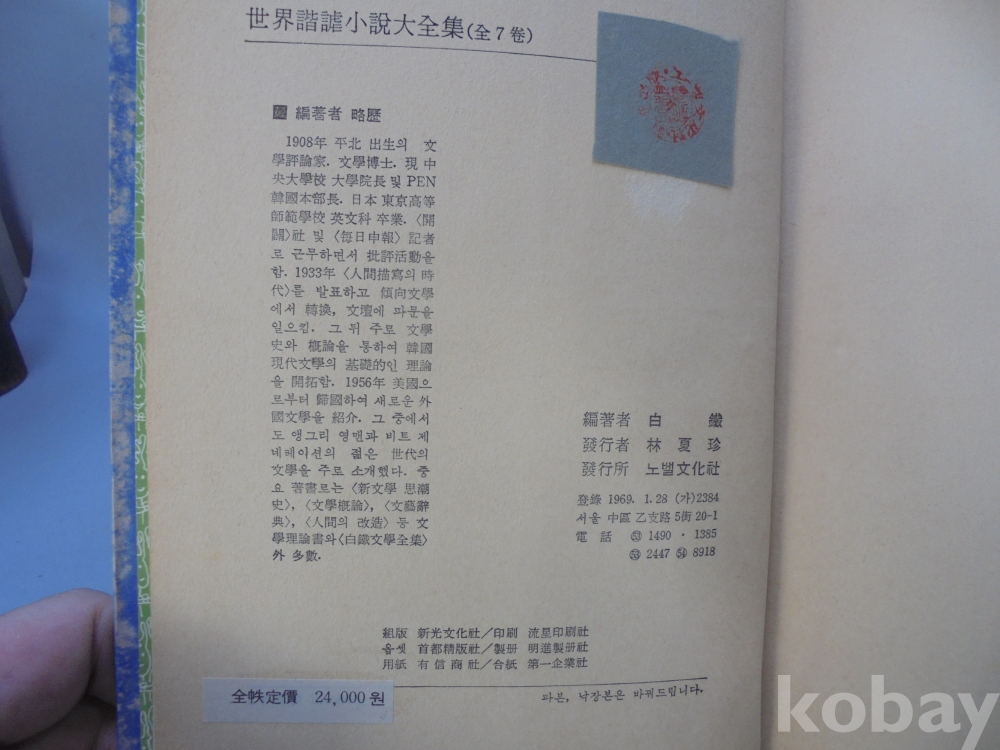 世界諧謔小說大全集(全7卷)
編著者 略歷
1908年 平北 出生의 文
學評論家. 文學博士. 現 中
央大學校 大學院長 및 PEN
韓國本部長. 日本 東京高等
師範學校 英文科 卒業. 〈開
闢〉社 및 〈每日申報〉 記者
로 근무하면서 批評活動을
함. 1933年 〈人間描寫의 時
代〉를 발표하고 傾向文學
에서 轉換, 文壇에 파문을
일으킴. 그 뒤 주로 文學
史와 槪論을 통하여 韓國
現代文學의 基礎的인 理論
을 開拓함. 1956年 美國으
로부터 歸國하여 새로운 外
國文學을 紹介. 그 중에서
도 앵그리 영맨과 비트 제
네레이션의 젊은 世代의
文學을 주로 소개했다. 중
요 著書로는 〈新文學 思潮
史〉, 〈文學槪論〉, 〈文藝辭
典〉, 〈人間의 改造〉 등 文
學理論書와 〈白鐵文學全集〉
外 多數.
編著者 白 鐵
發行者 林 夏 珍
發行所 노벨文化社
登錄 1969. 1.28 (가)2384
서울 中區 乙支路 5街 20-1
電 話 ㊼ 1490 · 1385
㊼ 2447 ㊾ 8918
組版 新光文化社／印刷 流星印刷社
옵셋 首都精版社／製册 明進製册社
用紙 有信商社／合紙 第一企業社
全帙定價 24,000원
파본, 낙장본은 바꿔드립니다.
kobay